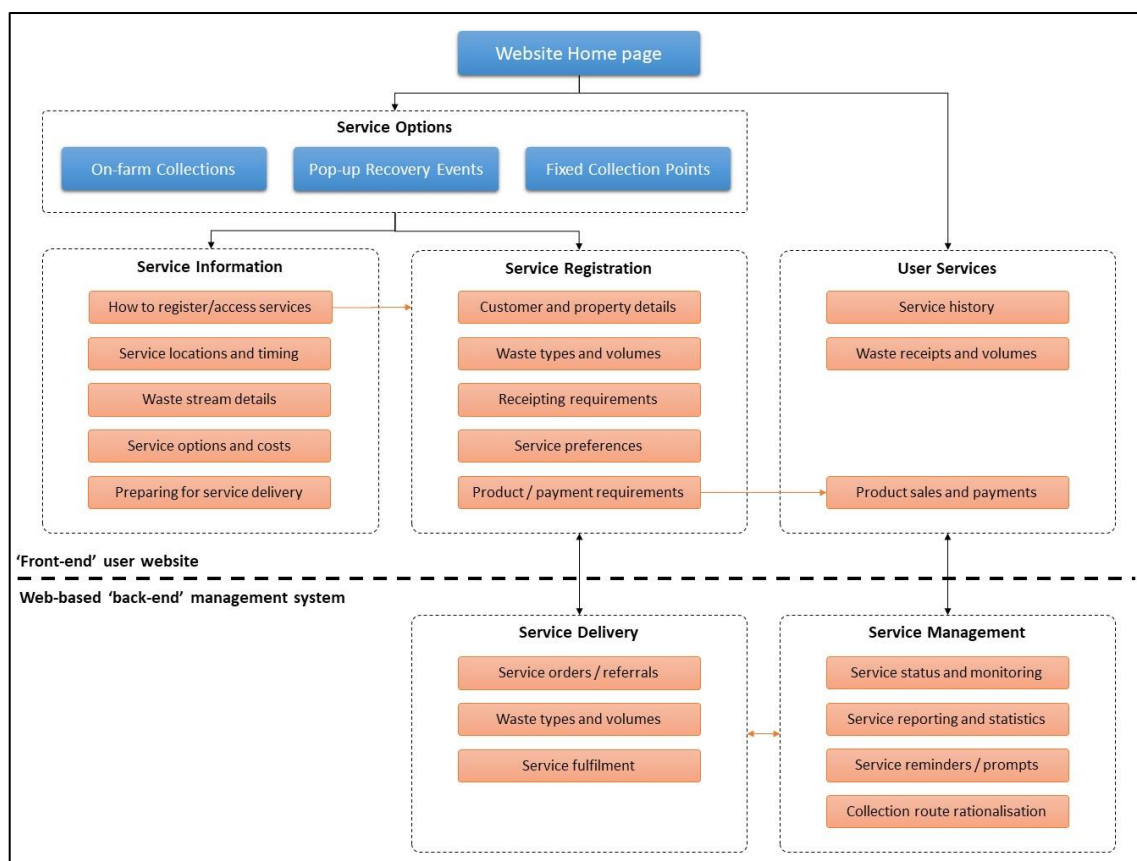 Website Home page
Service Options
On-farm Collections
Pop-up Recovery Events
Fixed Collection Points
Service Information
How to register/access services
Service locations and timing
Waste stream details
Service options and costs
Preparing for service delivery
Service Registration
Customer and property details
Waste types and volumes
Receipting requirements
Service preferences
Product / payment requirements
User Services
Service history
Waste receipts and volumes
Product sales and payments
‘Front-end’ user website
Web-based ‘back-end’ management system
Service Delivery
Service orders / referrals
Waste types and volumes
Service fulfilment
Service Management
Service status and monitoring
Service reporting and statistics
Service reminders / prompts
Collection route rationalisation